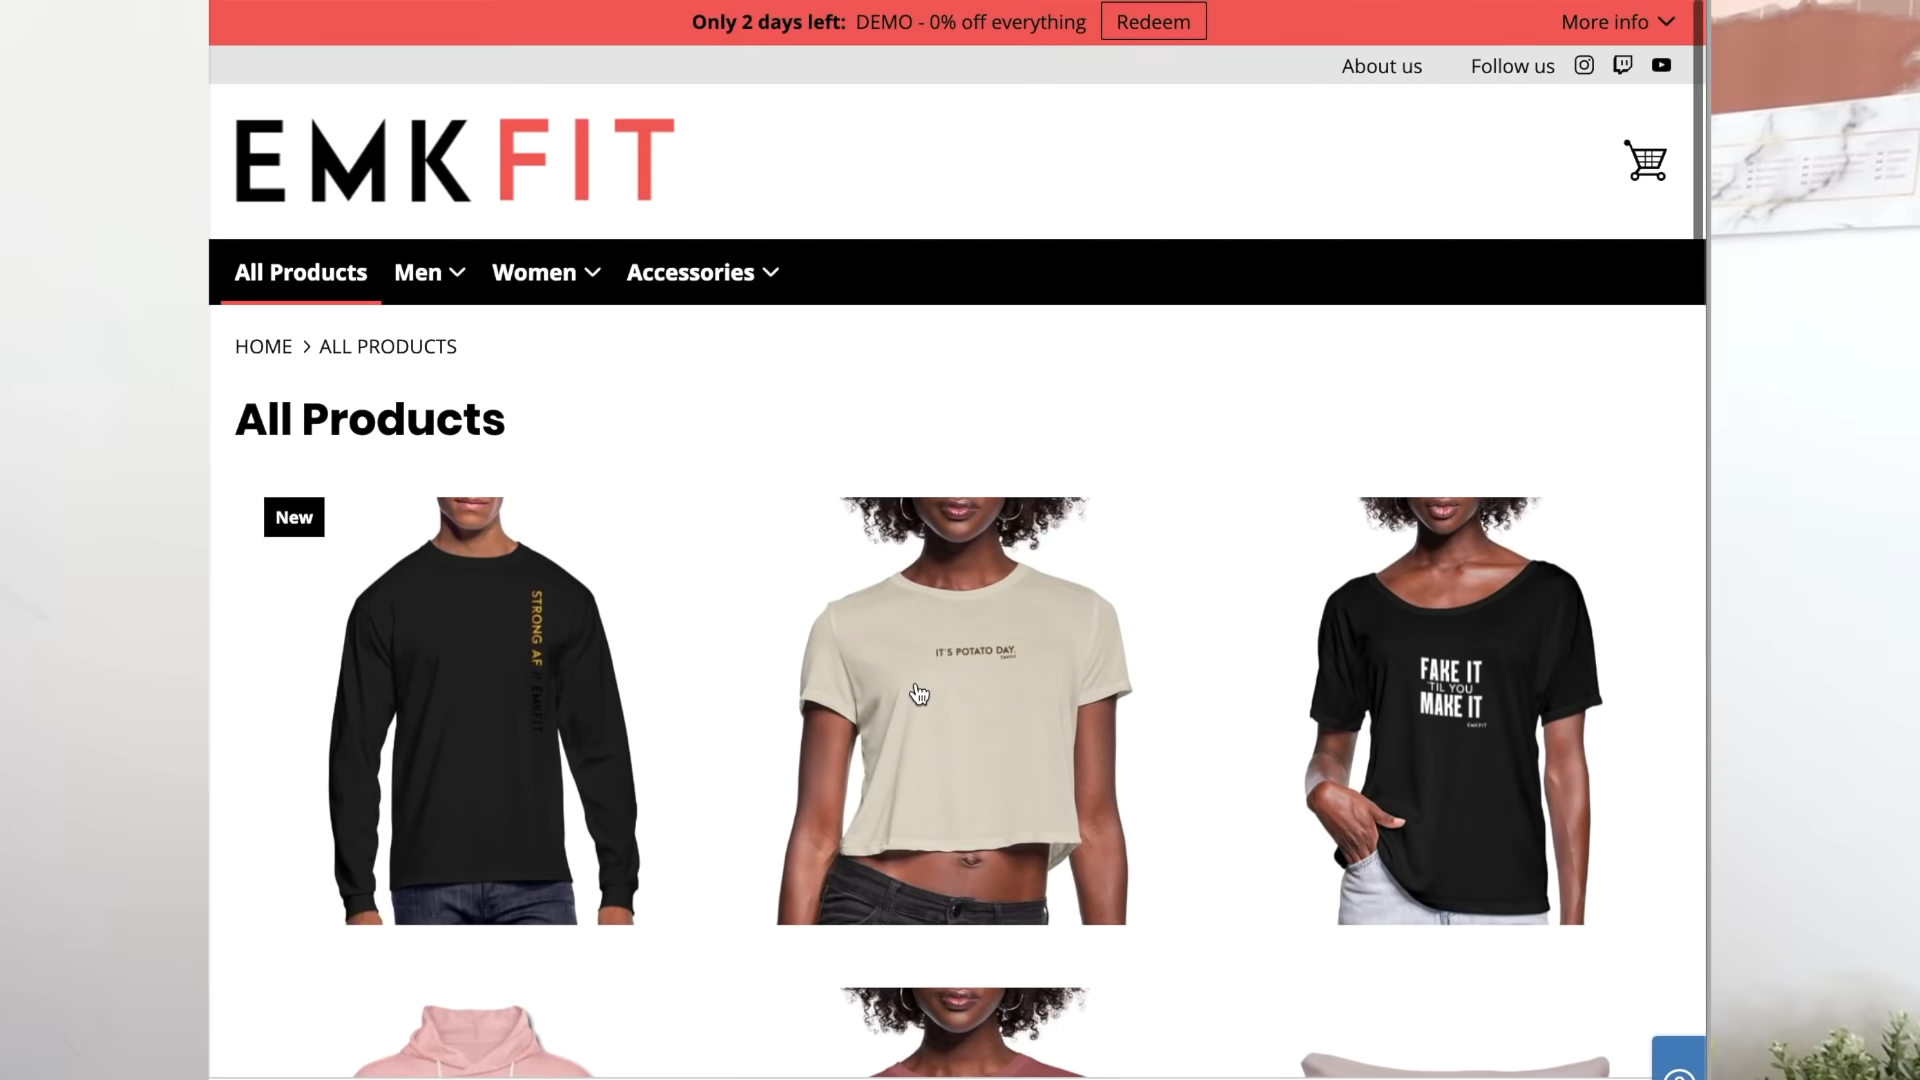 Only 2 days left: DEMO - 0% off everything Redeem More info
About us Follow us
EMKFIT
All Products Men Women Accessories
HOME > ALL PRODUCTS
All Products
New
STRONG AF // EMKFIT
IT'S POTATO DAY.
EMKFIT
FAKE IT
'TIL YOU
MAKE IT
EMKFIT